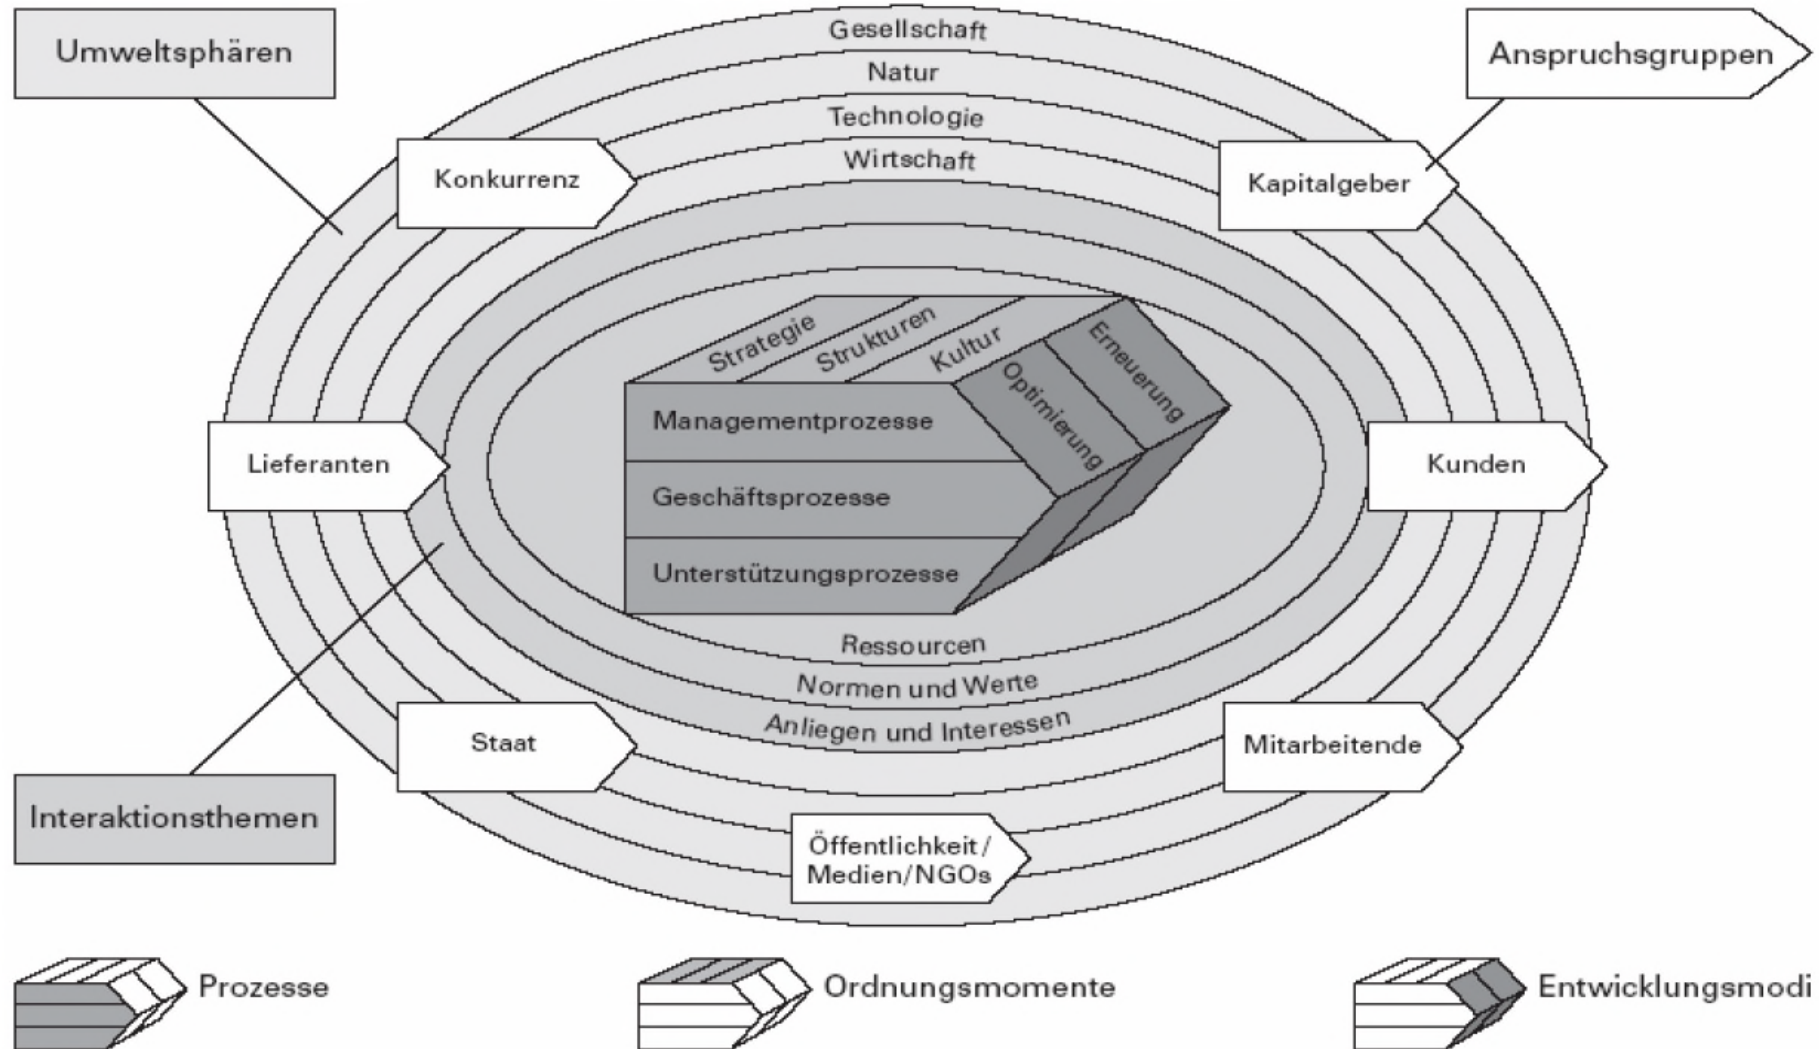 Umweltsphären
Gesellschaft
Anspruchsgruppen
Natur
Technologie
Wirtschaft
Konkurrenz
Kapitalgeber
Strategie
Strukturen
Kultur
Optimierung
Erneuerung
Managementprozesse
Geschäftsprozesse
Unterstützungsprozesse
Lieferanten
Kunden
Ressourcen
Normen und Werte
Anliegen und Interessen
Staat
Mitarbeitende
Interaktionsthemen
Öffentlichkeit/
Medien/NGOs
Prozesse
Ordnungsmomente
Entwicklungsmodi